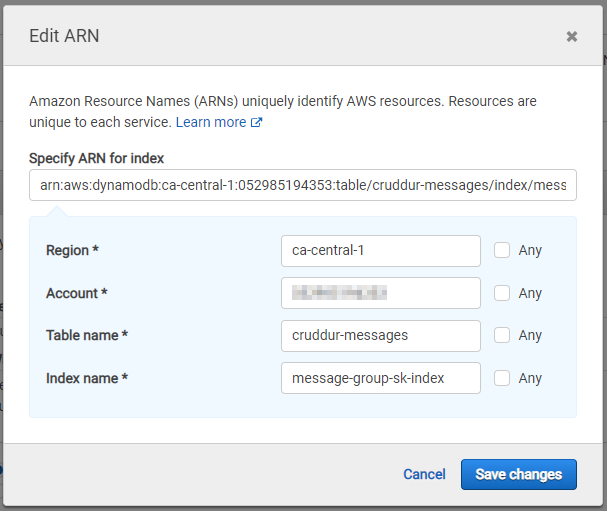 Edit ARN
Amazon Resource Names (ARNs) uniquely identify AWS resources. Resources are
unique to each service. Learn more
Specify ARN for index
arn:aws:dynamodb:ca-central-1:052985194353:table/cruddur-messages/index/mess
Region *
ca-central-1
Any
Account *
Any
Table name *
cruddur-messages
Any
Index name *
message-group-sk-index
Any
Cancel
Save changes